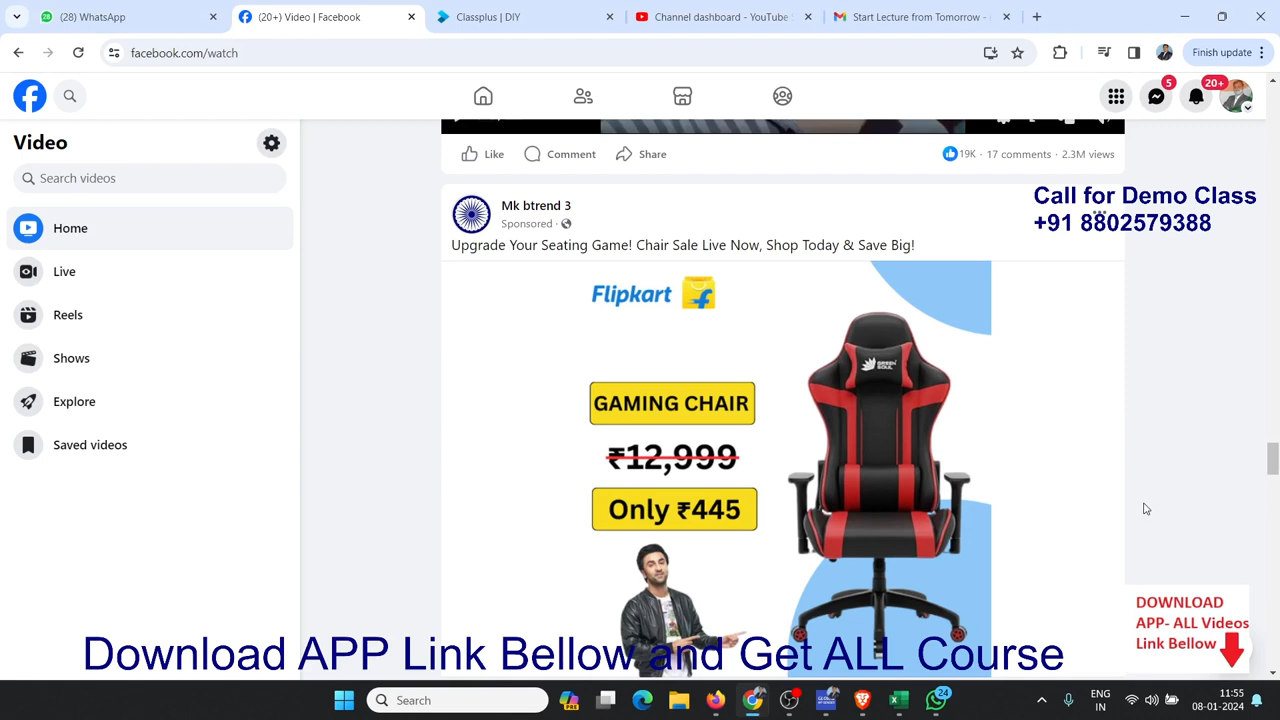 (28) WhatsApp
(20+) Video | Facebook
Classplus | DIY
Channel dashboard - YouTube
Start Lecture from Tomorrow -
facebook.com/watch
Finish update
5
20+
Video
Search videos
Home
Live
Reels
Shows
Explore
Saved videos
Like
Comment
Share
19K · 17 comments · 2.3M views
Mk btrend 3
Sponsored ·
Upgrade Your Seating Game! Chair Sale Live Now, Shop Today & Save Big!
Call for Demo Class
+91 8802579388
Flipkart
GREEN
SOUL
GAMING CHAIR
₹12,999
Only ₹445
DOWNLOAD
APP- ALL Videos
Link Bellow
Download APP Link Bellow and Get ALL Course
Search
24
ENG
IN
11:55
08-01-2024